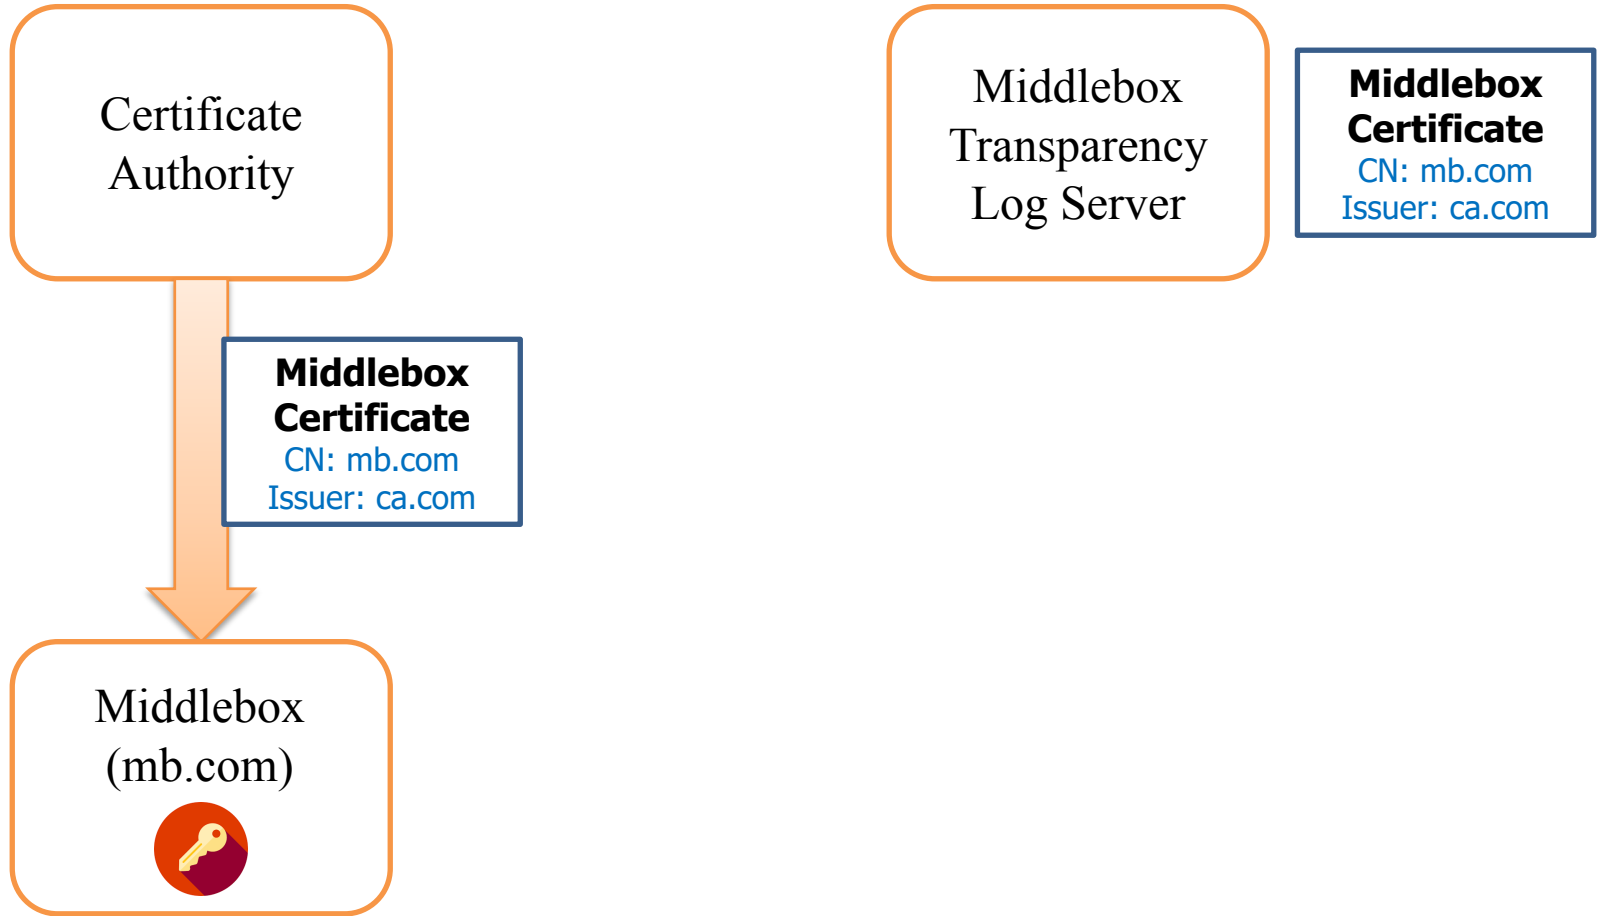 Certificate
Authority
Middlebox
Transparency
Log Server
Middlebox
Certificate
CN: mb.com
Issuer: ca.com
Middlebox
Certificate
CN: mb.com
Issuer: ca.com
Middlebox
(mb.com)